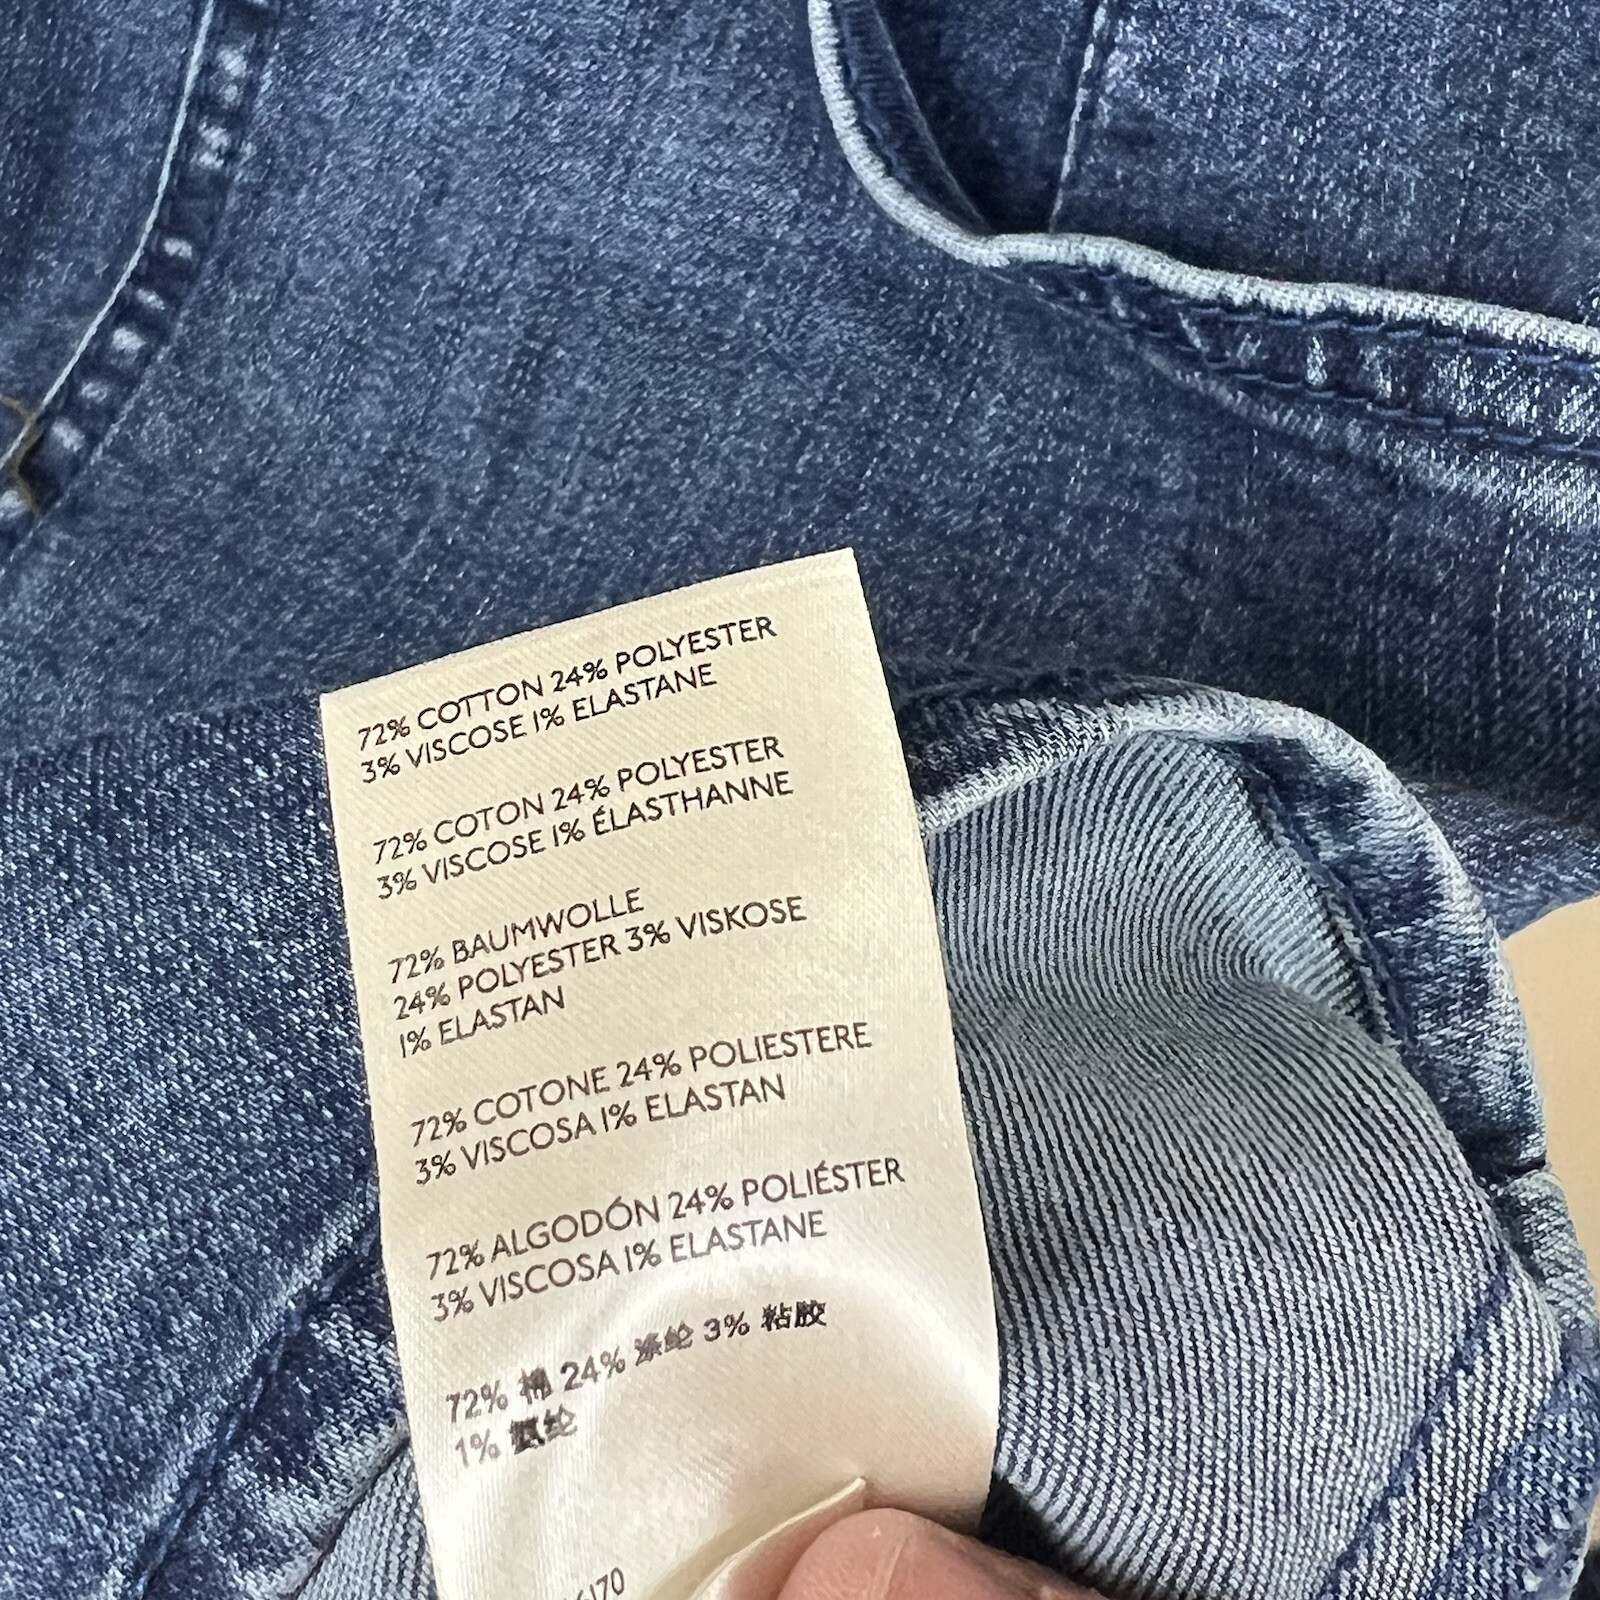 72% COTTON 24% POLYESTER
3% VISCOSE 1% ELASTANE
72% COTON 24% POLYESTER
3% VISCOSE 1% ÉLASTHANNE
72% BAUMWOLLE
24% POLYESTER 3% VISKOSE
1% ELASTAN
72% COTONE 24% POLIESTERE
3% VISCOSA 1% ELASTAN
72% ALGODÓN 24% POLIÉSTER
3% VISCOSA 1% ELASTANE
72% 棉 24% 涤纶 3% 粘胶
1% 氨纶